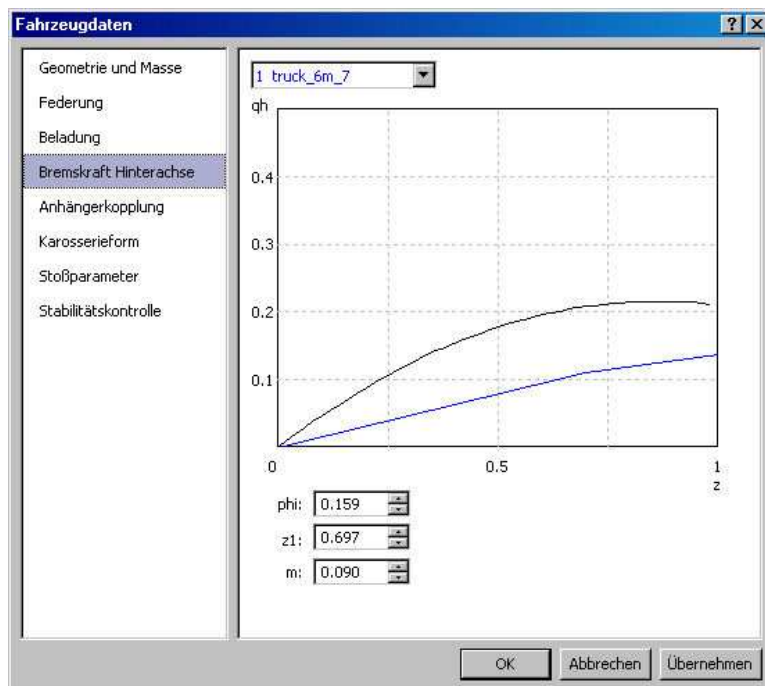 Fahrzeugdaten
Geometrie und Masse
Federung
Beladung
Bremskraft Hinterachse
Anhängerkopplung
Karosserieform
Stoßparameter
Stabilitätskontrolle
1 truck_6m_7
qh
0.4
0.3
0.2
0.1
0 0.5 1
z
phi: 0.159
z1: 0.697
m: 0.090
OK Abbrechen Übernehmen